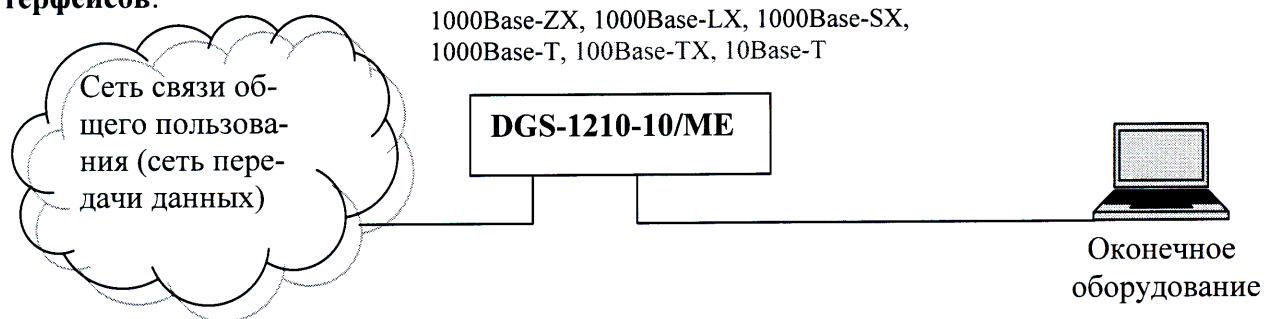 терфейсов:
1000Base-ZX, 1000Base-LX, 1000Base-SX,
1000Base-T, 100Base-TX, 10Base-T
Сеть связи об-
щего пользова-
ния (сеть пере-
дачи данных)
DGS-1210-10/ME
Оконечное
оборудование